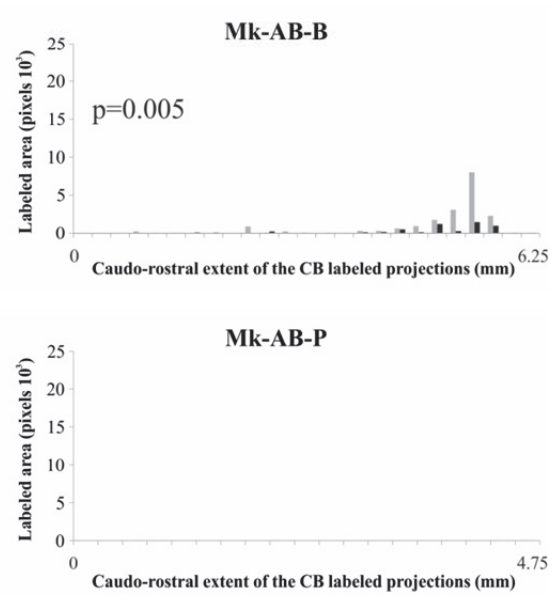 Mk-AB-B
Labeled area (pixels 10³)
25
20
15
10
5
0
p=0.005
0
6.25
Caudo-rostral extent of the CB labeled projections (mm)
Mk-AB-P
Labeled area (pixels 10³)
25
20
15
10
5
0
0
4.75
Caudo-rostral extent of the CB labeled projections (mm)